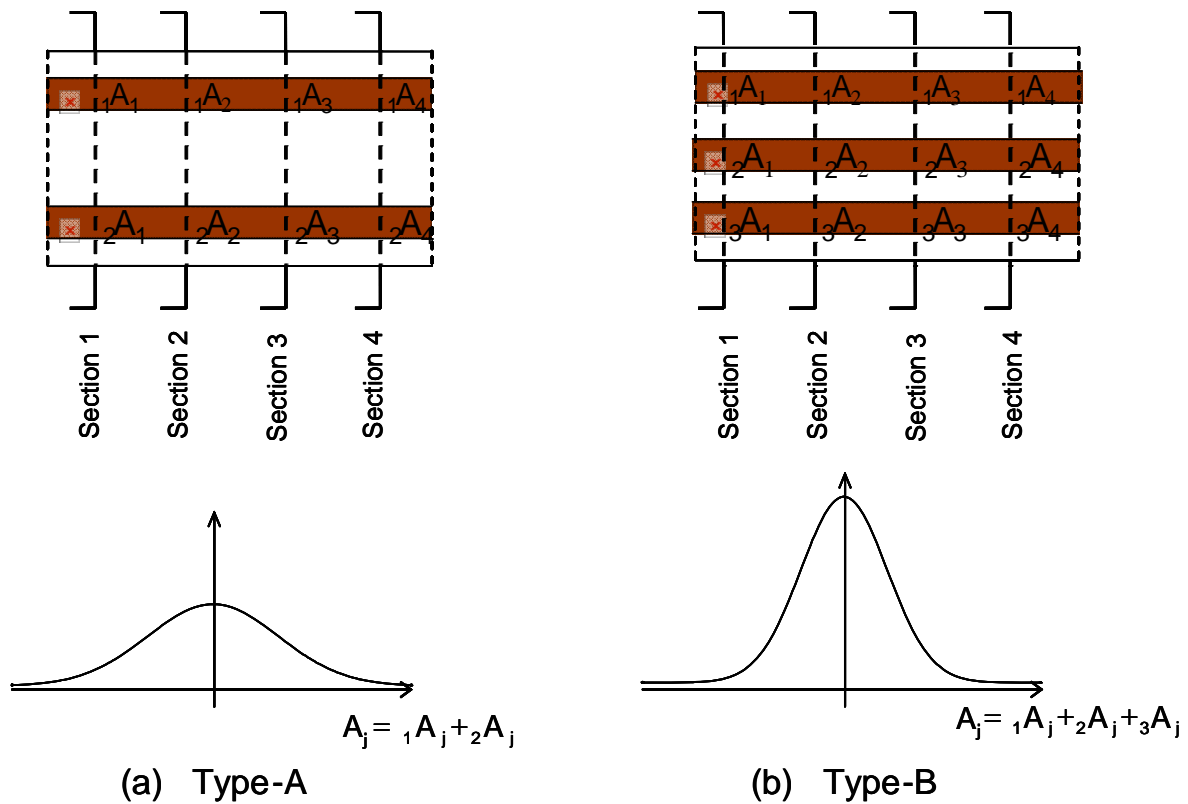 ₁A₁ ₁A₂ ₁A₃ ₁A₄
₂A₁ ₂A₂ ₂A₃ ₂A₄
Section 1
Section 2
Section 3
Section 4
Aⱼ= ₁Aⱼ+₂Aⱼ
(a) Type-A
₁A₁ ₁A₂ ₁A₃ ₁A₄
₂A₁ ₂A₂ ₂A₃ ₂A₄
₃A₁ ₃A₂ ₃A₃ ₃A₄
Section 1
Section 2
Section 3
Section 4
Aⱼ= ₁Aⱼ+₂Aⱼ+₃Aⱼ
(b) Type-B